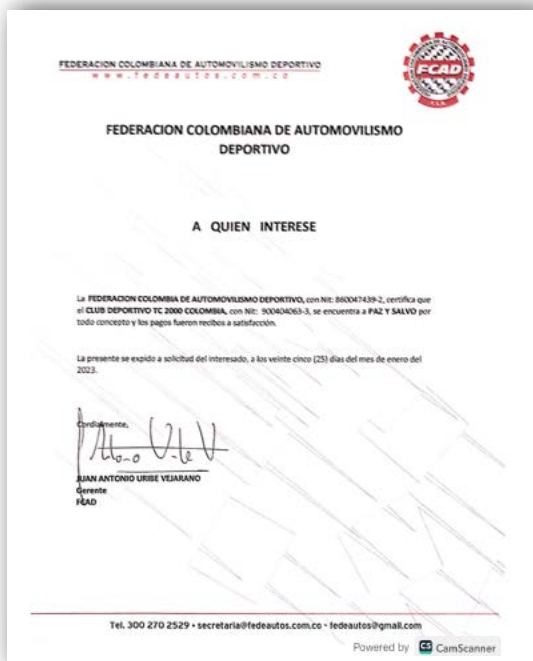 FEDERACION COLOMBIANA DE AUTOMOVILISMO DEPORTIVO
www.fedeautos.com.co
FCAD
FEDERACION COLOMBIANA DE AUTOMOVILISMO
DEPORTIVO
A QUIEN INTERESE
La FEDERACION COLOMBIA DE AUTOMOVILISMO DEPORTIVO, con Nit: 860047439-2, certifica que
el CLUB DEPORTIVO TC 2000 COLOMBIA, con Nit: 900404063-3, se encuentra a PAZ Y SALVO por
todo concepto y los pagos fueron recibos a satisfacción.
La presente se expido a solicitud del interesado, a los veinte cinco (25) días del mes de enero del
2023.
Cordialmente,
JUAN ANTONIO URIBE VEJARANO
Gerente
FCAD
Tel. 300 270 2529 • secretaria@fedeautos.com.co - fedeautos@gmail.com
Powered by CS CamScanner